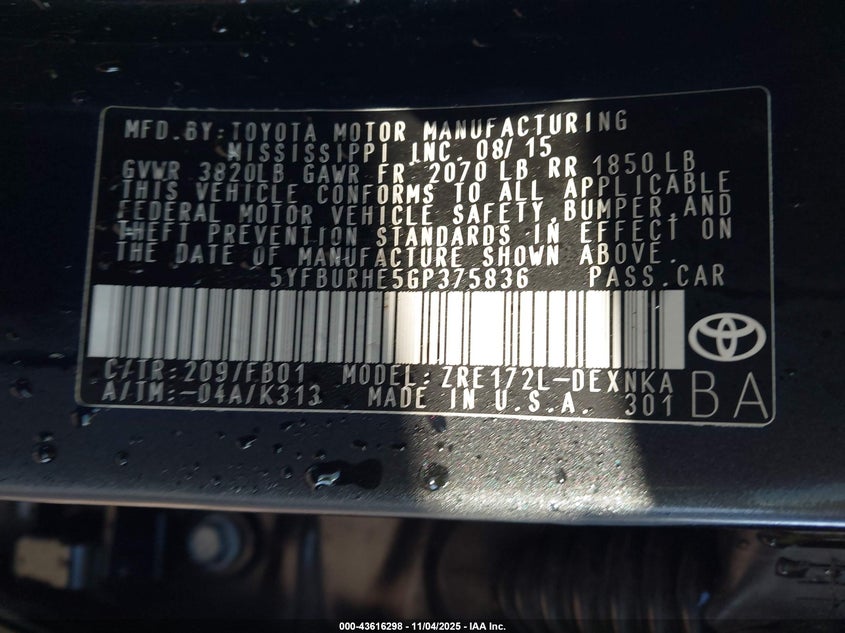 MFD.BY:TOYOTA MOTOR MANUFACTURING
MISSISSIPPI INC. 08/15
GVWR 3820LB GAWR FR 2070 LB RR 1850 LB
THIS VEHICLE CONFORMS TO ALL APPLICABLE
FEDERAL MOTOR VEHICLE SAFETY,BUMPER,AND
THEFT PREVENTION STANDARDS IN EFFECT ON
THE DATE OF MANUFACTURE SHOWN ABOVE.
5YFBURHE5GP375836 PASS.CAR
C/TR:209/FB01 MODEL:ZRE172L-DEXNKA
A/TM:-04A/K313 MADE IN U.S.A. 301 BA
000-43616298 - 11/04/2025 - IAA Inc.